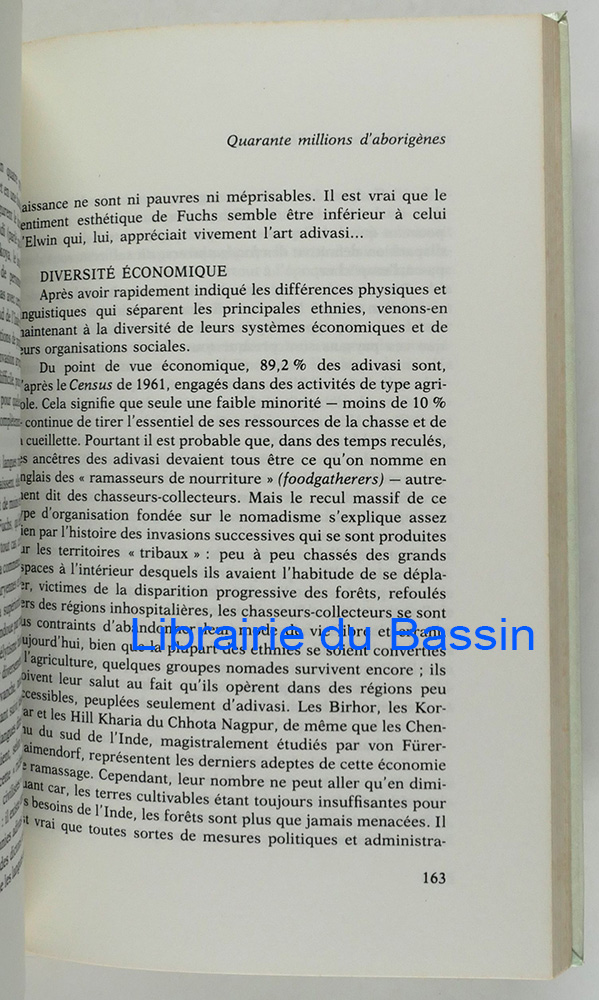 Quarante millions d'aborigènes
aissance ne sont ni pauvres ni méprisables. Il est vrai que le
entiment esthétique de Fuchs semble être inférieur à celui
'Elwin qui, lui, appréciait vivement l'art adivasi...
DIVERSITÉ ÉCONOMIQUE
Après avoir rapidement indiqué les différences physiques et
nguistiques qui séparent les principales ethnies, venons-en
aintenant à la diversité de leurs systèmes économiques et de
eurs organisations sociales.
Du point de vue économique, 89,2 % des adivasi sont,
'après le Census de 1961, engagés dans des activités de type agri-
ole. Cela signifie que seule une faible minorité — moins de 10 %
- continue de tirer l'essentiel de ses ressources de la chasse et de
cueillette. Pourtant il est probable que, dans des temps reculés,
es ancêtres des adivasi devaient tous être ce qu'on nomme en
nglais des « ramasseurs de nourriture » (foodgatherers) — autre-
ent dit des chasseurs-collecteurs. Mais le recul massif de ce
ype d'organisation fondée sur le nomadisme s'explique assez
ien par l'histoire des invasions successives qui se sont produites
ur les territoires « tribaux » : peu à peu chassés des grands
spaces à l'intérieur desquels ils avaient l'habitude de se dépla-
er, victimes de la disparition progressive des forêts, refoulés
ers des régions inhospitalières, les chasseurs-collecteurs se sont
us contraints d'abandonner leur mode de vie libre et errant.
Librairie du Bassin
ujourd'hui, bien que la plupart des ethnies se soient converties
l'agriculture, quelques groupes nomades survivent encore ; ils
oivent leur salut au fait qu'ils opèrent dans des régions peu
ccessibles, peuplées seulement d'adivasi. Les Birhor, les Kor-
ar et les Hill Kharia du Chhota Nagpur, de même que les Chen-
u du sud de l'Inde, magistralement étudiés par von Fürer-
aimendorf, représentent les derniers adeptes de cette économie
e ramassage. Cependant, leur nombre ne peut aller qu'en dimi-
uant car, les terres cultivables étant toujours insuffisantes pour
s besoins de l'Inde, les forêts sont plus que jamais menacées. Il
t vrai que toutes sortes de mesures politiques et administra-
163